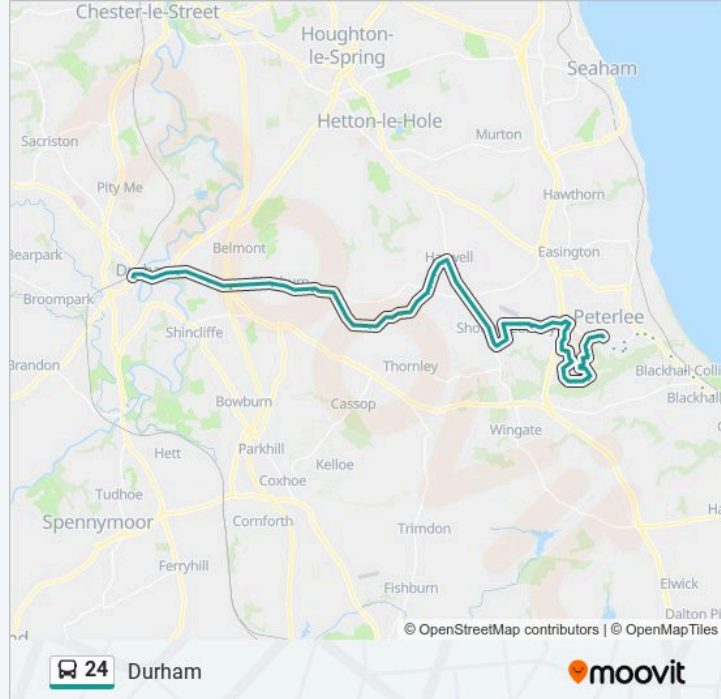 Chester-le-Street
Houghton-
le-Spring
Seaham
Hetton-le-Hole
Murton
Sacriston
Pity Me
Hawthorn
Bearpark
Belmont
Easington
Broompark
Peterlee
Shincliffe
Brandon
Thornley
Blackhall Colli
Blackhall
Bowburn
Cassop
Wingate
Parkhill
Hett
Kelloe
Coxhoe
Tudhoe
Spennymoor
Cornforth
Trimdon
Ferryhill
Fishburn
Elwick
Dalton Pi
© OpenStreetMap contributors | © OpenMapTiles
24 Durham
moovit